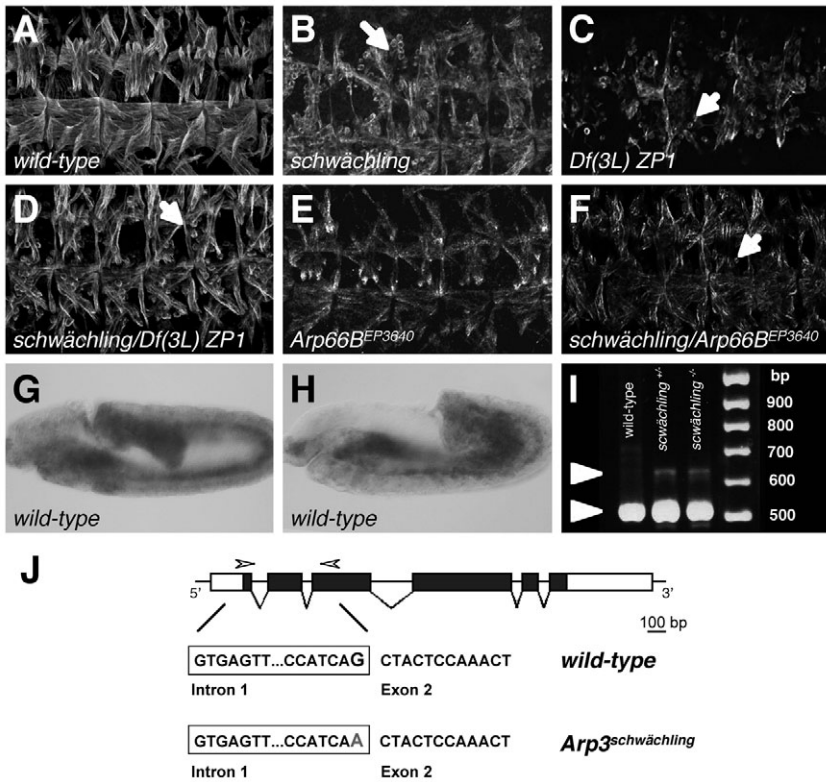 A
wild-type
B
schwächling
C
Df(3L) ZP1
D
schwächling/Df(3L) ZP1
E
Arp66B^EP3640
F
schwächling/Arp66B^EP3640
G
wild-type
H
wild-type
I
wild-type
scwächling +/-
scwächling -/-
bp
900
800
700
600
500
J
5'
3'
100 bp
GTGAGTT...CCATCAG CTACTCCAAACT wild-type
Intron 1 Exon 2
GTGAGTT...CCATCAA CTACTCCAAACT Arp3^schwächling
Intron 1 Exon 2